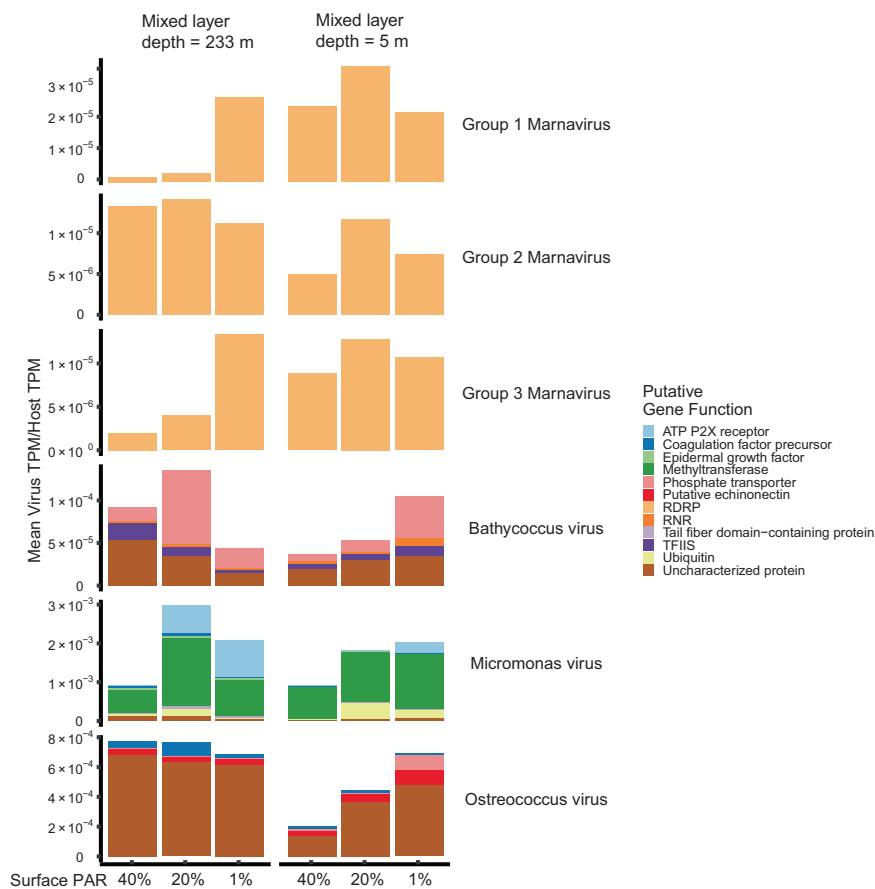 Mixed layer
depth = 233 m
Mixed layer
depth = 5 m
Mean Virus TPM/Host TPM
3 × 10⁻⁵
2 × 10⁻⁵
1 × 10⁻⁵
0
Group 1 Marnavirus
1 × 10⁻⁵
5 × 10⁻⁶
0
Group 2 Marnavirus
1 × 10⁻⁵
5 × 10⁻⁶
0 × 10⁰
Group 3 Marnavirus
1 × 10⁻⁴
5 × 10⁻⁵
0
Bathycoccus virus
3 × 10⁻³
2 × 10⁻³
1 × 10⁻³
0
Micromonas virus
8 × 10⁻⁴
6 × 10⁻⁴
4 × 10⁻⁴
2 × 10⁻⁴
0
Ostreococcus virus
Surface PAR 40% 20% 1% 40% 20% 1%
Putative
Gene Function
ATP P2X receptor
Coagulation factor precursor
Epidermal growth factor
Methyltransferase
Phosphate transporter
Putative echinonectin
RDRP
RNR
Tail fiber domain−containing protein
TFIIS
Ubiquitin
Uncharacterized protein